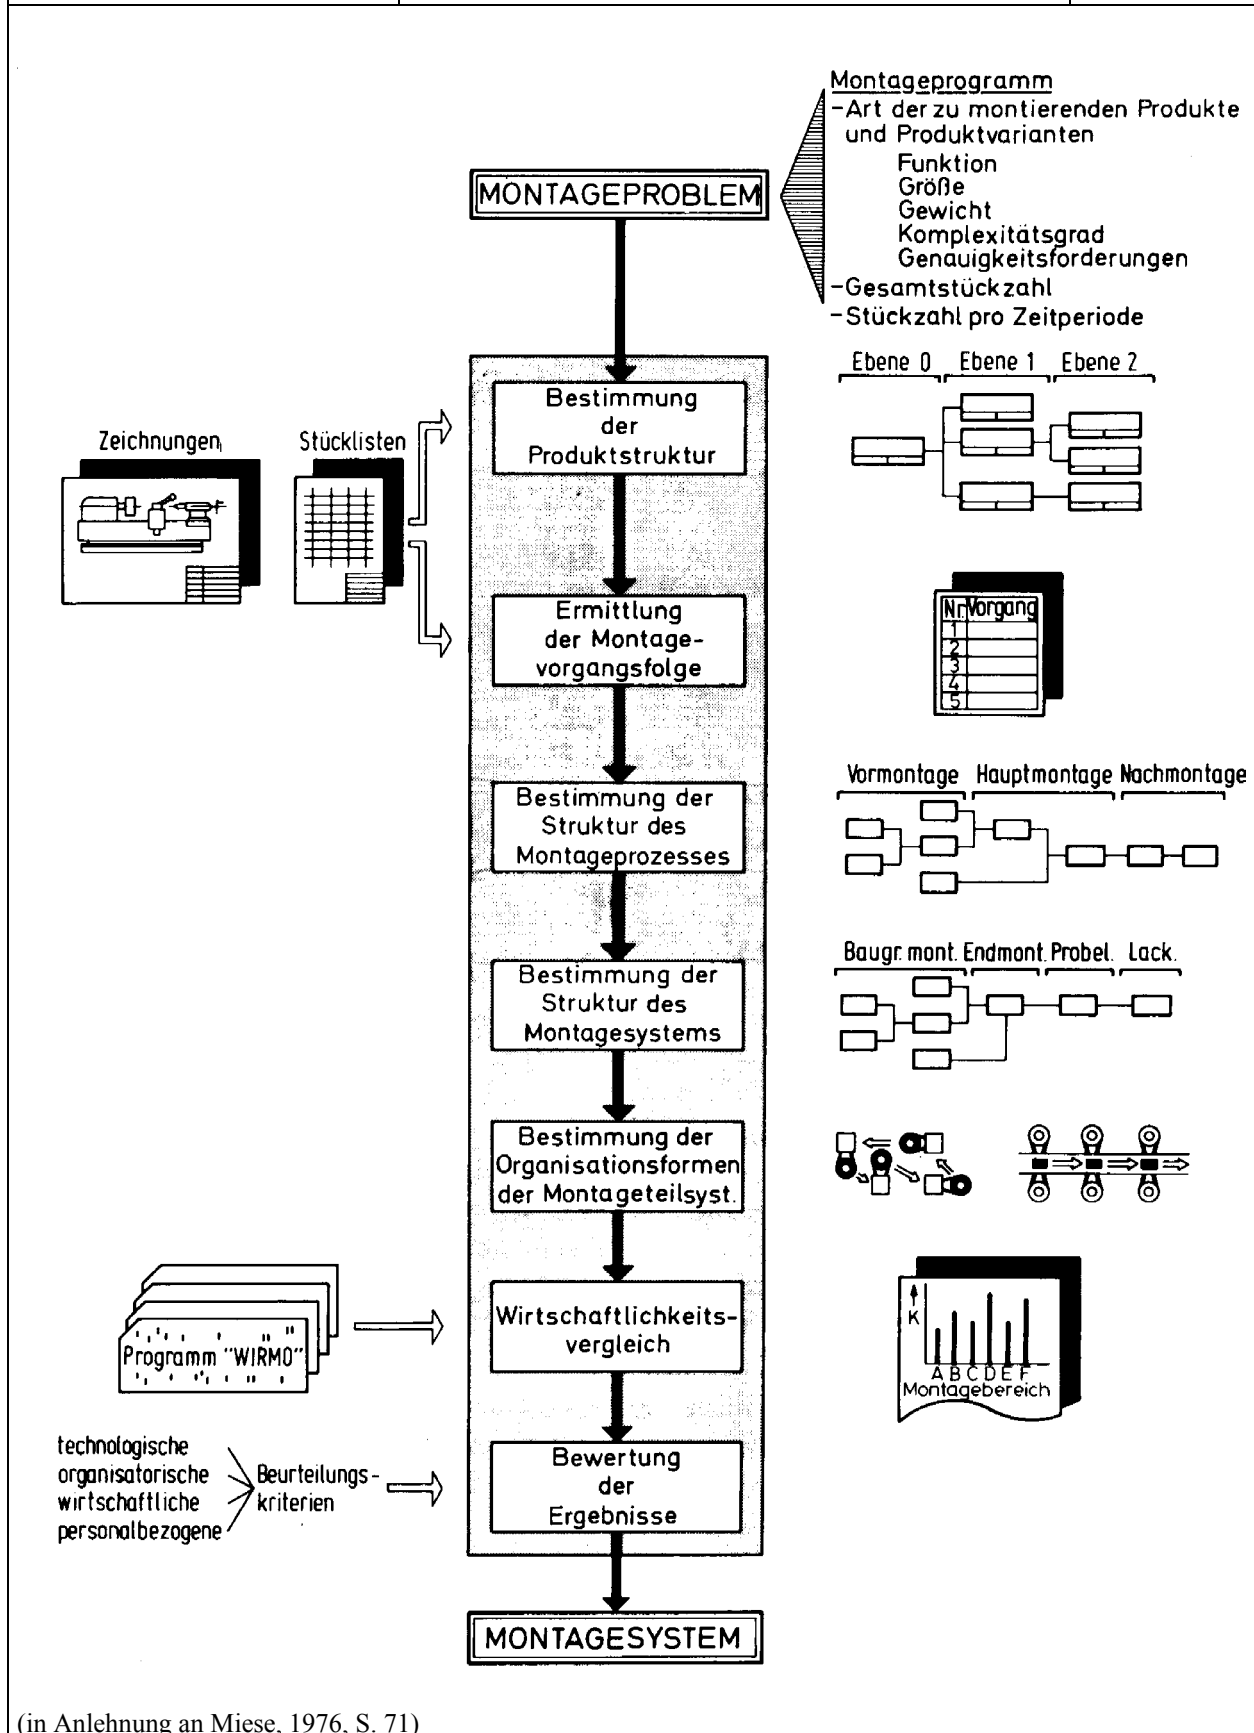 Montageprogramm
-Art der zu montierenden Produkte
und Produktvarianten
Funktion
Größe
Gewicht
Komplexitätsgrad
Genauigkeitsforderungen
-Gesamtstückzahl
-Stückzahl pro Zeitperiode
MONTAGEPROBLEM
Ebene 0 Ebene 1 Ebene 2
Bestimmung
der
Produktstruktur
Zeichnungen Stücklisten
Ermittlung
der Montage-
vorgangsfolge
Nr. Vorgang
1
2
3
4
5
Vormontage Hauptmontage Nachmontage
Bestimmung der
Struktur des
Montageprozesses
Baugr. mont. Endmont. Probel. Lack.
Bestimmung der
Struktur des
Montagesystems
Bestimmung der
Organisationsformen
der Montageteilsyst.
Programm "WIRMO"
Wirtschaftlichkeits-
vergleich
K
A B C D E F
Montagebereich
technologische
organisatorische
wirtschaftliche
personalbezogene
Beurteilungs-
kriterien
Bewertung
der
Ergebnisse
MONTAGESYSTEM
(in Anlehnung an Miese, 1976, S. 71)